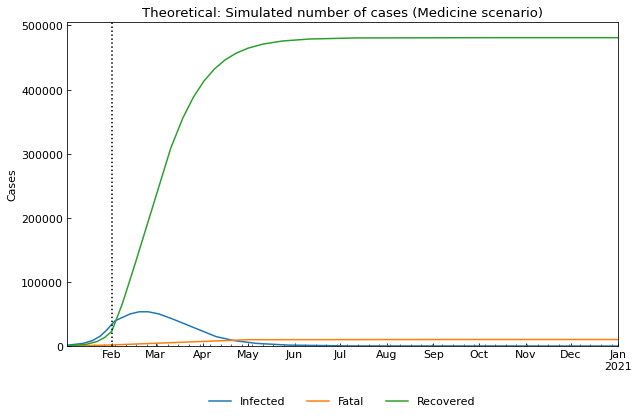 Theoretical: Simulated number of cases (Medicine scenario)
500000
400000
300000
200000
100000
0
Cases
Feb Mar Apr May Jun Jul Aug Sep Oct Nov Dec Jan
2021
Infected Fatal Recovered